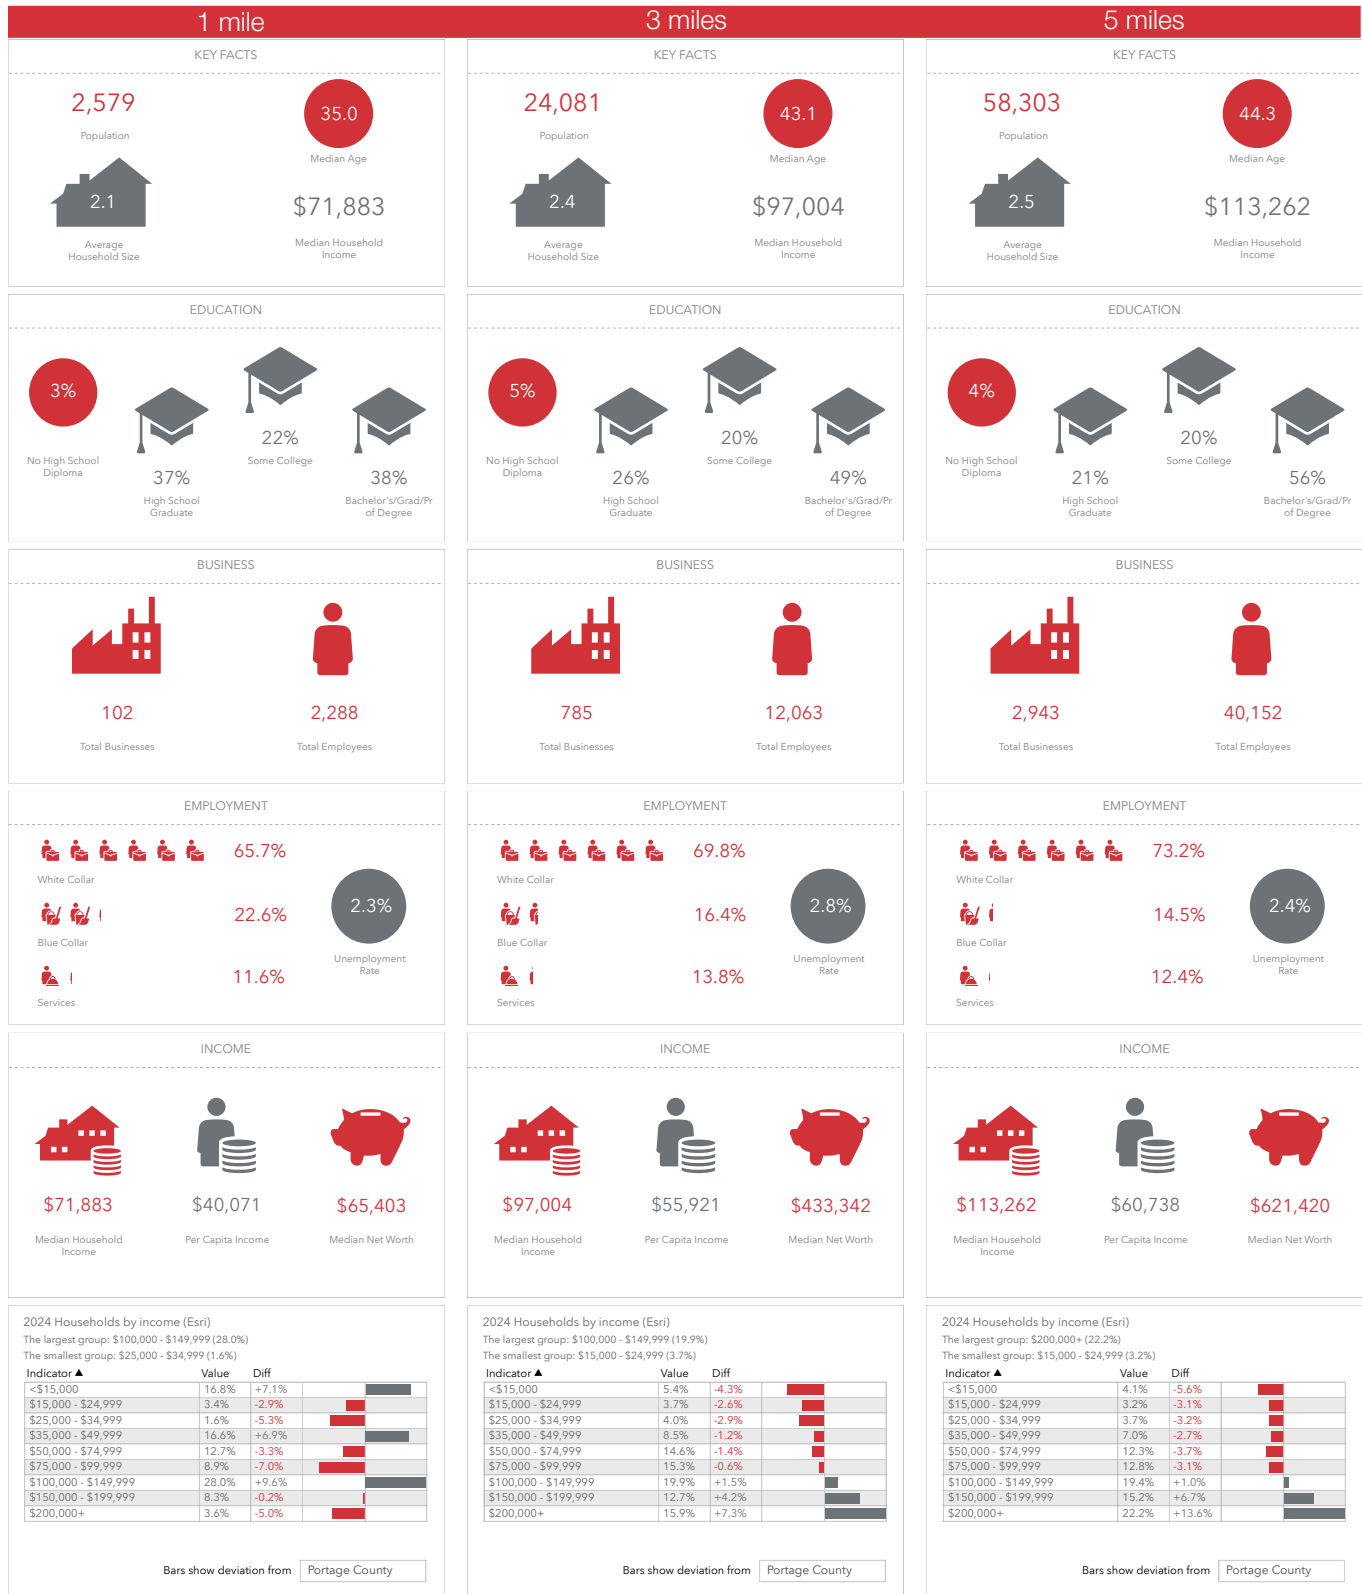 1 mile
3 miles
5 miles
KEY FACTS
2,579
Population
35.0
Median Age
2.1
Average
Household Size
$71,883
Median Household
Income
EDUCATION
3%
No High School
Diploma
37%
High School
Graduate
22%
Some College
38%
Bachelor's/Grad/Pr
of Degree
BUSINESS
102
Total Businesses
2,288
Total Employees
EMPLOYMENT
65.7%
White Collar
22.6%
Blue Collar
11.6%
Services
2.3%
Unemployment
Rate
INCOME
$71,883
Median Household
Income
$40,071
Per Capita Income
$65,403
Median Net Worth
2024 Households by income (Esri)
The largest group: $100,000 - $149,999 (28.0%)
The smallest group: $25,000 - $34,999 (1.6%)
Indicator ▲ Value Diff
<$15,000 16.8% +7.1%
$15,000 - $24,999 3.4% -2.9%
$25,000 - $34,999 1.6% -5.3%
$35,000 - $49,999 16.6% +6.9%
$50,000 - $74,999 12.7% -3.3%
$75,000 - $99,999 8.9% -7.0%
$100,000 - $149,999 28.0% +9.6%
$150,000 - $199,999 8.3% -0.2%
$200,000+ 3.6% -5.0%
Bars show deviation from Portage County
KEY FACTS
24,081
Population
43.1
Median Age
2.4
Average
Household Size
$97,004
Median Household
Income
EDUCATION
5%
No High School
Diploma
26%
High School
Graduate
20%
Some College
49%
Bachelor's/Grad/Pr
of Degree
BUSINESS
785
Total Businesses
12,063
Total Employees
EMPLOYMENT
69.8%
White Collar
16.4%
Blue Collar
13.8%
Services
2.8%
Unemployment
Rate
INCOME
$97,004
Median Household
Income
$55,921
Per Capita Income
$433,342
Median Net Worth
2024 Households by income (Esri)
The largest group: $100,000 - $149,999 (19.9%)
The smallest group: $15,000 - $24,999 (3.7%)
Indicator ▲ Value Diff
<$15,000 5.4% -4.3%
$15,000 - $24,999 3.7% -2.6%
$25,000 - $34,999 4.0% -2.9%
$35,000 - $49,999 8.5% -1.2%
$50,000 - $74,999 14.6% -1.4%
$75,000 - $99,999 15.3% -0.6%
$100,000 - $149,999 19.9% +1.5%
$150,000 - $199,999 12.7% +4.2%
$200,000+ 15.9% +7.3%
Bars show deviation from Portage County
KEY FACTS
58,303
Population
44.3
Median Age
2.5
Average
Household Size
$113,262
Median Household
Income
EDUCATION
4%
No High School
Diploma
21%
High School
Graduate
20%
Some College
56%
Bachelor's/Grad/Pr
of Degree
BUSINESS
2,943
Total Businesses
40,152
Total Employees
EMPLOYMENT
73.2%
White Collar
14.5%
Blue Collar
12.4%
Services
2.4%
Unemployment
Rate
INCOME
$113,262
Median Household
Income
$60,738
Per Capita Income
$621,420
Median Net Worth
2024 Households by income (Esri)
The largest group: $200,000+ (22.2%)
The smallest group: $15,000 - $24,999 (3.2%)
Indicator ▲ Value Diff
<$15,000 4.1% -5.6%
$15,000 - $24,999 3.2% -3.1%
$25,000 - $34,999 3.7% -3.2%
$35,000 - $49,999 7.0% -2.7%
$50,000 - $74,999 12.3% -3.7%
$75,000 - $99,999 12.8% -3.1%
$100,000 - $149,999 19.4% +1.0%
$150,000 - $199,999 15.2% +6.7%
$200,000+ 22.2% +13.6%
Bars show deviation from Portage County